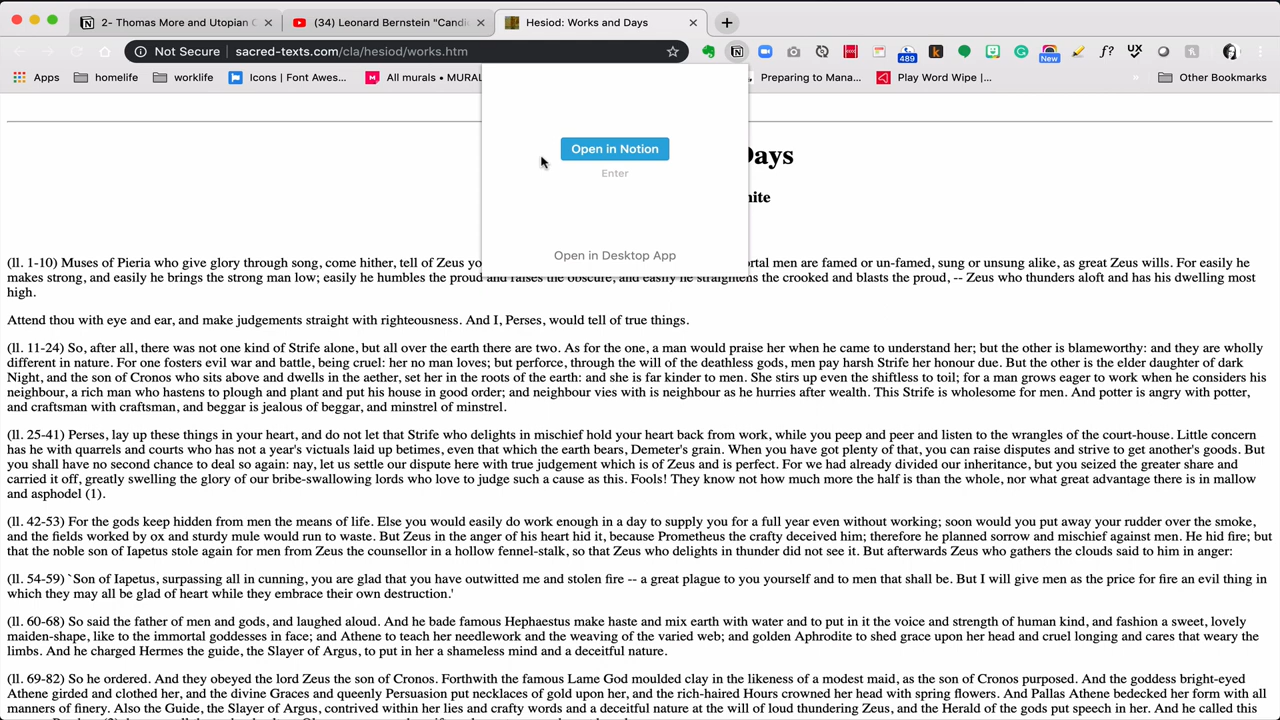 2- Thomas More and Utopian C
(34) Leonard Bernstein "Candi
Hesiod: Works and Days
Not Secure
sacred-texts.com/cla/hesiod/works.htm
489
New
f?
UX
Apps
homelife
worklife
Icons | Font Awes...
All murals • MURAL
Preparing to Mana...
Play Word Wipe |...
Other Bookmarks
Open in Notion
Enter
Open in Desktop App
Days
nite
(ll. 1-10) Muses of Pieria who give glory through song, come hither, tell of Zeus yo
rtal men are famed or un-famed, sung or unsung alike, as great Zeus wills. For easily he
makes strong, and easily he brings the strong man low; easily he humbles the proud and raises the obscure, and easily he straightens the crooked and blasts the proud, -- Zeus who thunders aloft and has his dwelling most
high.
Attend thou with eye and ear, and make judgements straight with righteousness. And I, Perses, would tell of true things.
(ll. 11-24) So, after all, there was not one kind of Strife alone, but all over the earth there are two. As for the one, a man would praise her when he came to understand her; but the other is blameworthy: and they are wholly
different in nature. For one fosters evil war and battle, being cruel: her no man loves; but perforce, through the will of the deathless gods, men pay harsh Strife her honour due. But the other is the elder daughter of dark
Night, and the son of Cronos who sits above and dwells in the aether, set her in the roots of the earth: and she is far kinder to men. She stirs up even the shiftless to toil; for a man grows eager to work when he considers his
neighbour, a rich man who hastens to plough and plant and put his house in good order; and neighbour vies with is neighbour as he hurries after wealth. This Strife is wholesome for men. And potter is angry with potter,
and craftsman with craftsman, and beggar is jealous of beggar, and minstrel of minstrel.
(ll. 25-41) Perses, lay up these things in your heart, and do not let that Strife who delights in mischief hold your heart back from work, while you peep and peer and listen to the wrangles of the court-house. Little concern
has he with quarrels and courts who has not a year's victuals laid up betimes, even that which the earth bears, Demeter's grain. When you have got plenty of that, you can raise disputes and strive to get another's goods. But
you shall have no second chance to deal so again: nay, let us settle our dispute here with true judgement which is of Zeus and is perfect. For we had already divided our inheritance, but you seized the greater share and
carried it off, greatly swelling the glory of our bribe-swallowing lords who love to judge such a cause as this. Fools! They know not how much more the half is than the whole, nor what great advantage there is in mallow
and asphodel (1).
(ll. 42-53) For the gods keep hidden from men the means of life. Else you would easily do work enough in a day to supply you for a full year even without working; soon would you put away your rudder over the smoke,
and the fields worked by ox and sturdy mule would run to waste. But Zeus in the anger of his heart hid it, because Prometheus the crafty deceived him; therefore he planned sorrow and mischief against men. He hid fire; but
that the noble son of Iapetus stole again for men from Zeus the counsellor in a hollow fennel-stalk, so that Zeus who delights in thunder did not see it. But afterwards Zeus who gathers the clouds said to him in anger:
(ll. 54-59) `Son of Iapetus, surpassing all in cunning, you are glad that you have outwitted me and stolen fire -- a great plague to you yourself and to men that shall be. But I will give men as the price for fire an evil thing in
which they may all be glad of heart while they embrace their own destruction.'
(ll. 60-68) So said the father of men and gods, and laughed aloud. And he bade famous Hephaestus make haste and mix earth with water and to put in it the voice and strength of human kind, and fashion a sweet, lovely
maiden-shape, like to the immortal goddesses in face; and Athene to teach her needlework and the weaving of the varied web; and golden Aphrodite to shed grace upon her head and cruel longing and cares that weary the
limbs. And he charged Hermes the guide, the Slayer of Argus, to put in her a shameless mind and a deceitful nature.
(ll. 69-82) So he ordered. And they obeyed the lord Zeus the son of Cronos. Forthwith the famous Lame God moulded clay in the likeness of a modest maid, as the son of Cronos purposed. And the goddess bright-eyed
Athene girded and clothed her, and the divine Graces and queenly Persuasion put necklaces of gold upon her, and the rich-haired Hours crowned her head with spring flowers. And Pallas Athene bedecked her form with all
manners of finery. Also the Guide, the Slayer of Argus, contrived within her lies and crafty words and a deceitful nature at the will of loud thundering Zeus, and the Herald of the gods put speech in her. And he called this